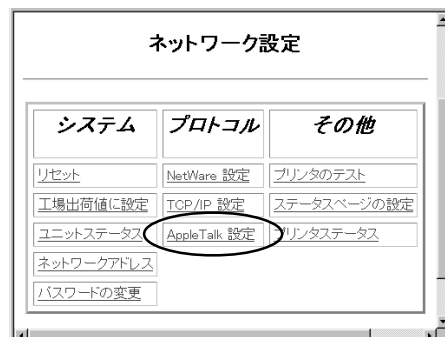 ネットワーク設定
システム プロトコル その他
リセット NetWare 設定 プリンタのテスト
工場出荷値に設定 TCP/IP 設定 ステータスページの設定
ユニットステータス AppleTalk 設定 プリンタステータス
ネットワークアドレス
パスワードの変更